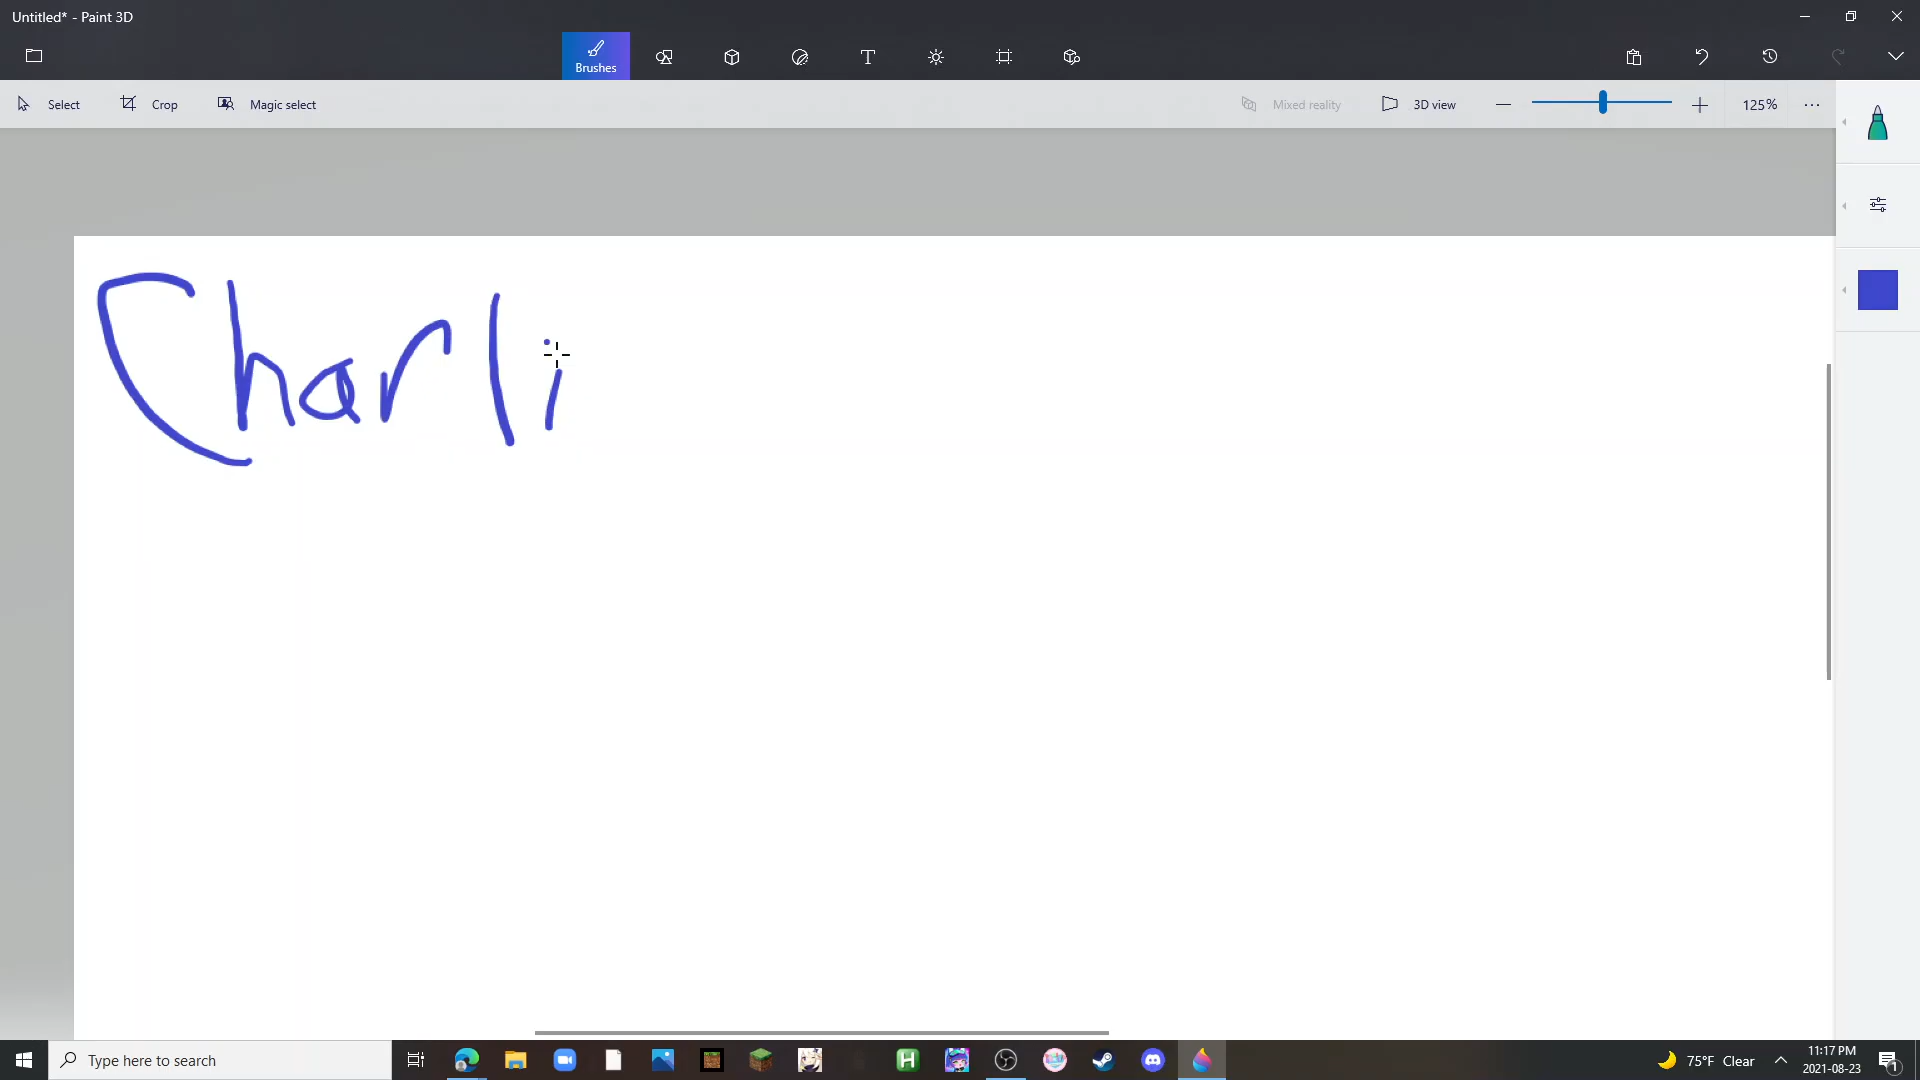 Untitled* - Paint 3D
Brushes
Select Crop Magic select Mixed reality 3D view 125%
Charli
Type here to search
75°F Clear
11:17 PM
2021-08-23
1